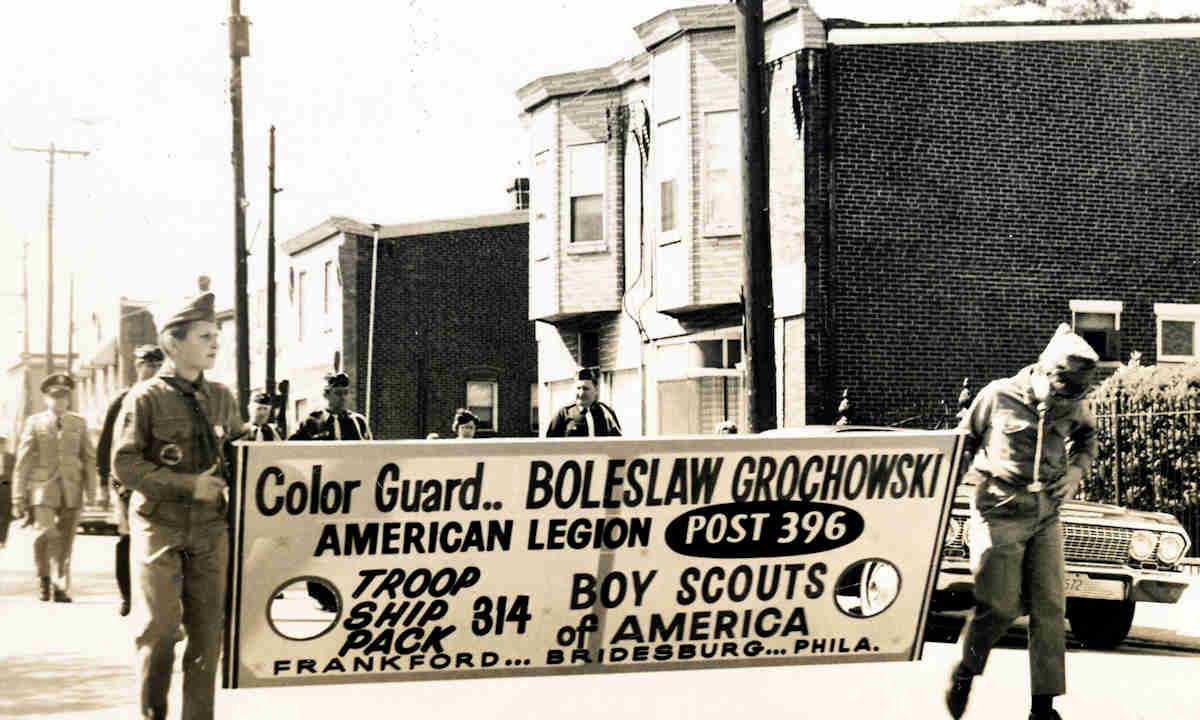 Color Guard.. BOLESLAW GROCHOWSKI
AMERICAN LEGION POST 396
TROOP
SHIP 314
PACK
BOY SCOUTS
of AMERICA
FRANKFORD... BRIDESBURG... PHILA.